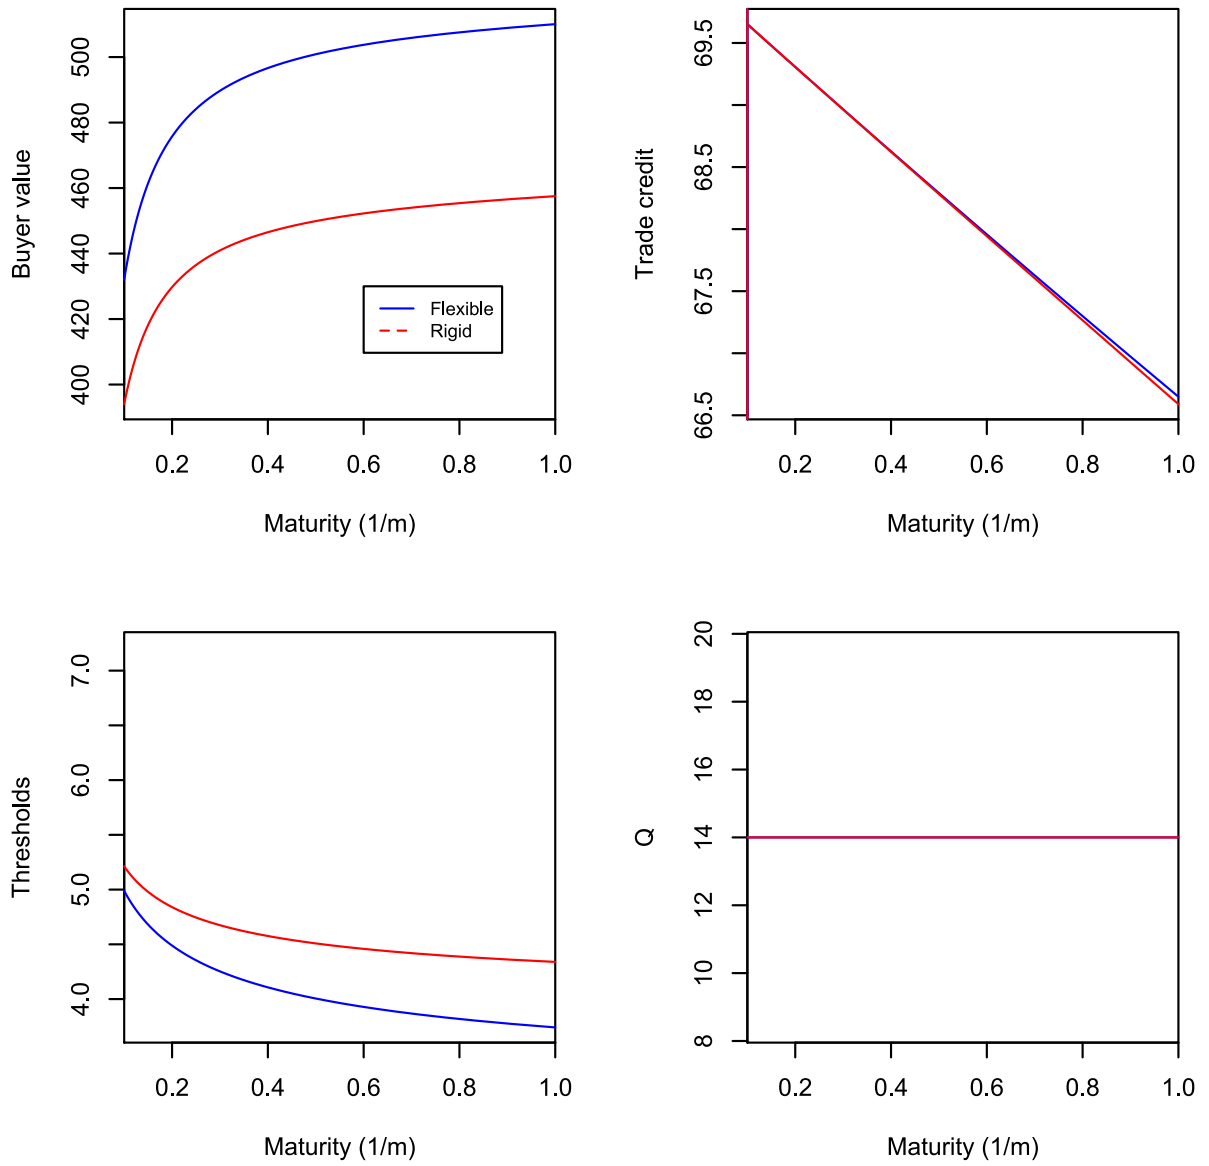 Buyer value
500
480
460
440
420
400
Flexible
Rigid
0.2 0.4 0.6 0.8 1.0
Maturity (1/m)
Trade credit
69.5
68.5
67.5
66.5
0.2 0.4 0.6 0.8 1.0
Maturity (1/m)
Thresholds
7.0
6.0
5.0
4.0
0.2 0.4 0.6 0.8 1.0
Maturity (1/m)
Q
20
18
16
14
12
10
8
0.2 0.4 0.6 0.8 1.0
Maturity (1/m)